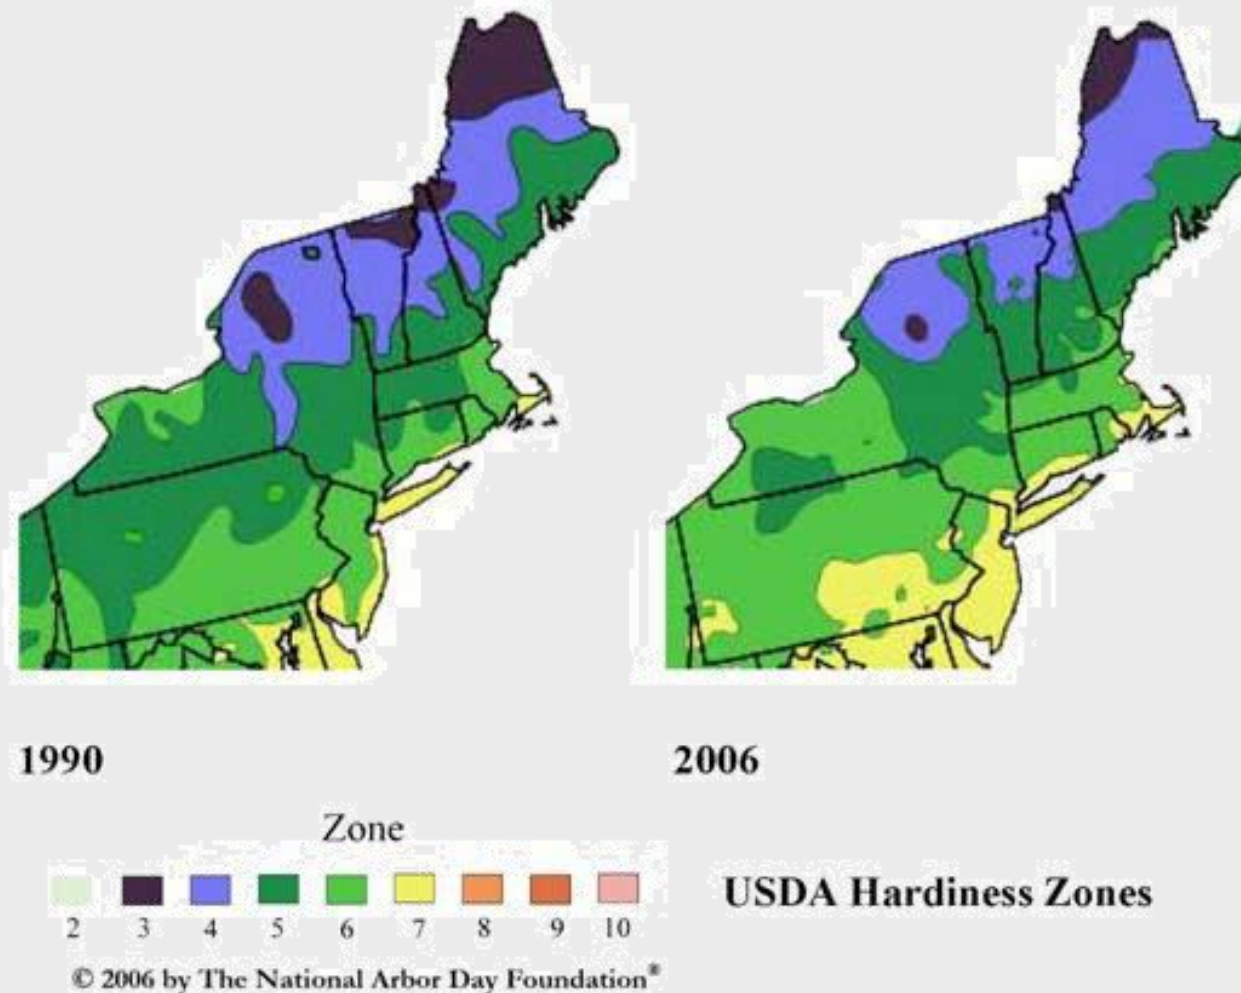 1990
2006
Zone
2 3 4 5 6 7 8 9 10
USDA Hardiness Zones
© 2006 by The National Arbor Day Foundation®